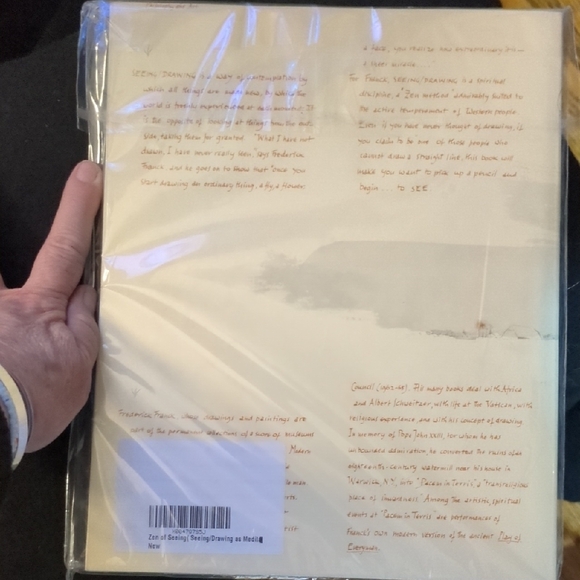 SEEING/DRAWING is a way of contemplation by
which all things are made new, by which the
world is freshly experienced at each moment. It
is the opposite of looking at things from the out-
side, taking them for granted. "What I have not
drawn, I have never really seen," says Frederick
Franck, and he goes on to show that "once you
start drawing an ordinary thing, a fly, a flower,
a face, you realize how extraordinary it is —
a sheer miracle...."
For Franck, SEEING/DRAWING is a spiritual
discipline, a "Zen method" admirably suited to
the active temperament of Western people.
Even if you have never thought of drawing, if
you claim to be one of those people who
cannot draw a straight line, this book will
make you want to pick up a pencil and
begin ... to SEE.
Frederick Franck, whose drawings and paintings are
part of the permanent collections of a score of museums
Council (1962-65). His many books deal with Africa
and Albert Schweitzer, with life at the Vatican, with
religious experience, and with his concept of drawing.
In memory of Pope John XXIII, for whom he has
unbounded admiration, he converted the ruins of an
eighteenth-century watermill near his house in
Warwick, N.Y., into "Pacem in Terris," a "transreligious
place of inwardness." Among the artistic, spiritual
events at "Pacem in Terris" are performances of
Franck's own modern version of the ancient Play of
Everyman.
Zen of Seeing( Seeing/Drawing as Medit
New